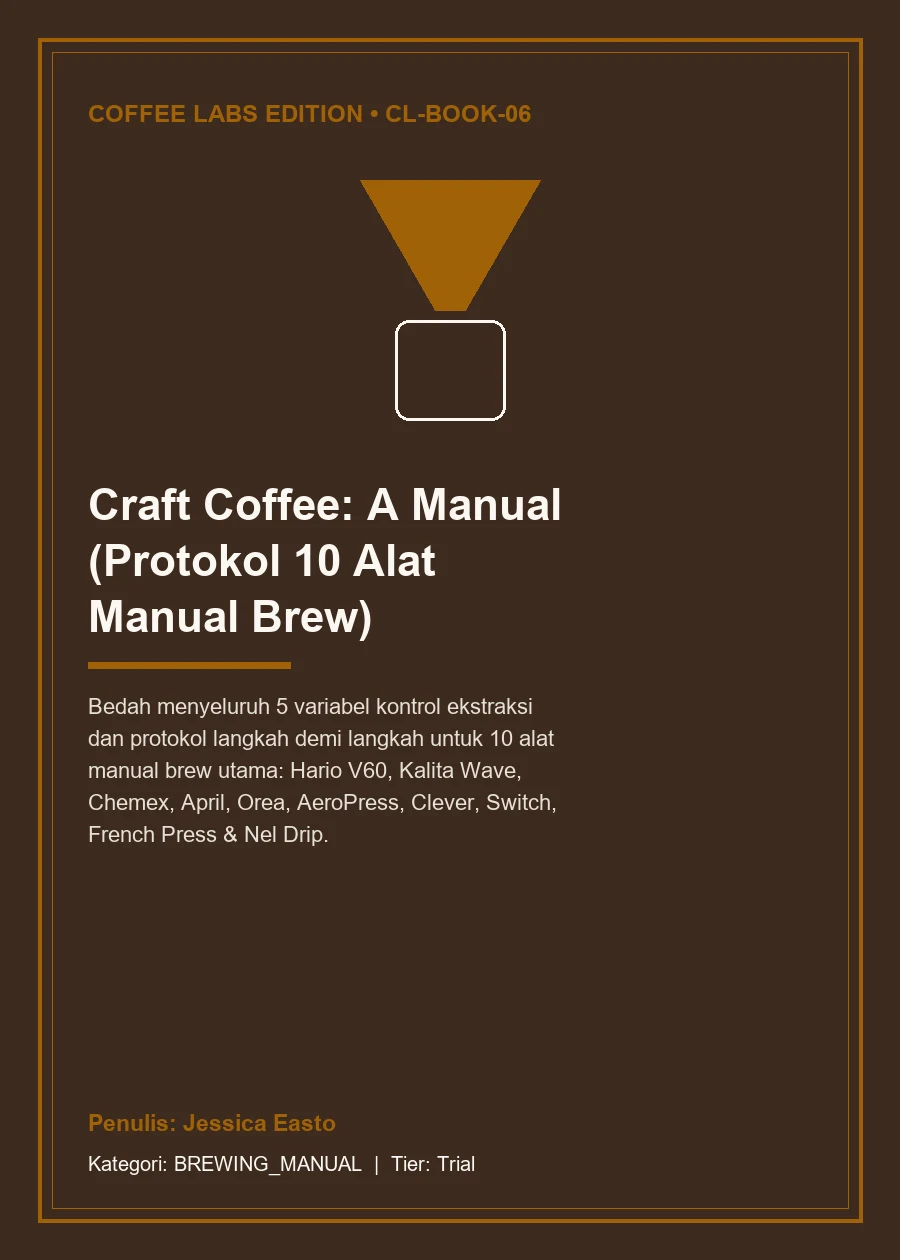 COFFEE LABS EDITION • CL-BOOK-06
Craft Coffee: A Manual
(Protokol 10 Alat
Manual Brew)
Bedah menyeluruh 5 variabel kontrol ekstraksi
dan protokol langkah demi langkah untuk 10 alat
manual brew utama: Hario V60, Kalita Wave,
Chemex, April, Orea, AeroPress, Clever, Switch,
French Press & Nel Drip.
Penulis: Jessica Easto
Kategori: BREWING_MANUAL | Tier: Trial